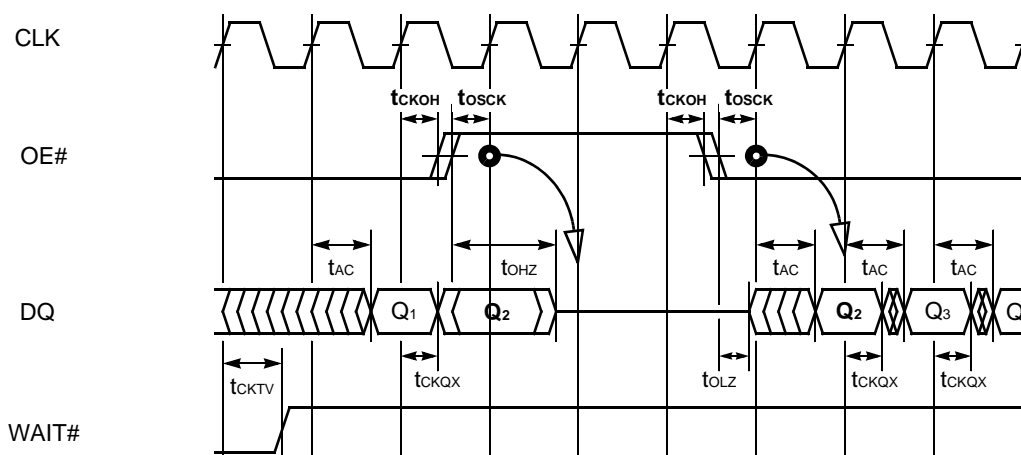 CLK
tCKOH tOSCK tCKOH tOSCK
OE#
tAC tOHZ tAC tAC tAC
DQ Q1 Q2 Q2 Q3 Q
tCKTV tCKQX tOLZ tCKQX tCKQX
WAIT#